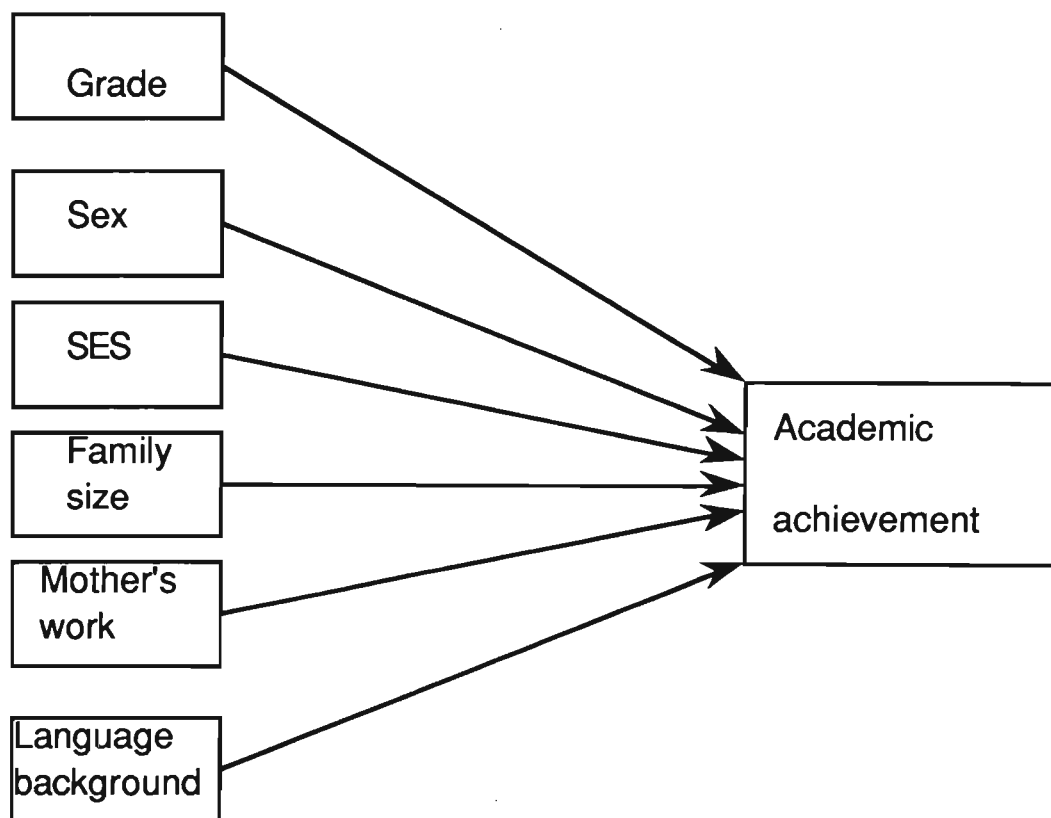 Grade
Sex
SES
Family
size
Mother's
work
Language
background
Academic
achievement